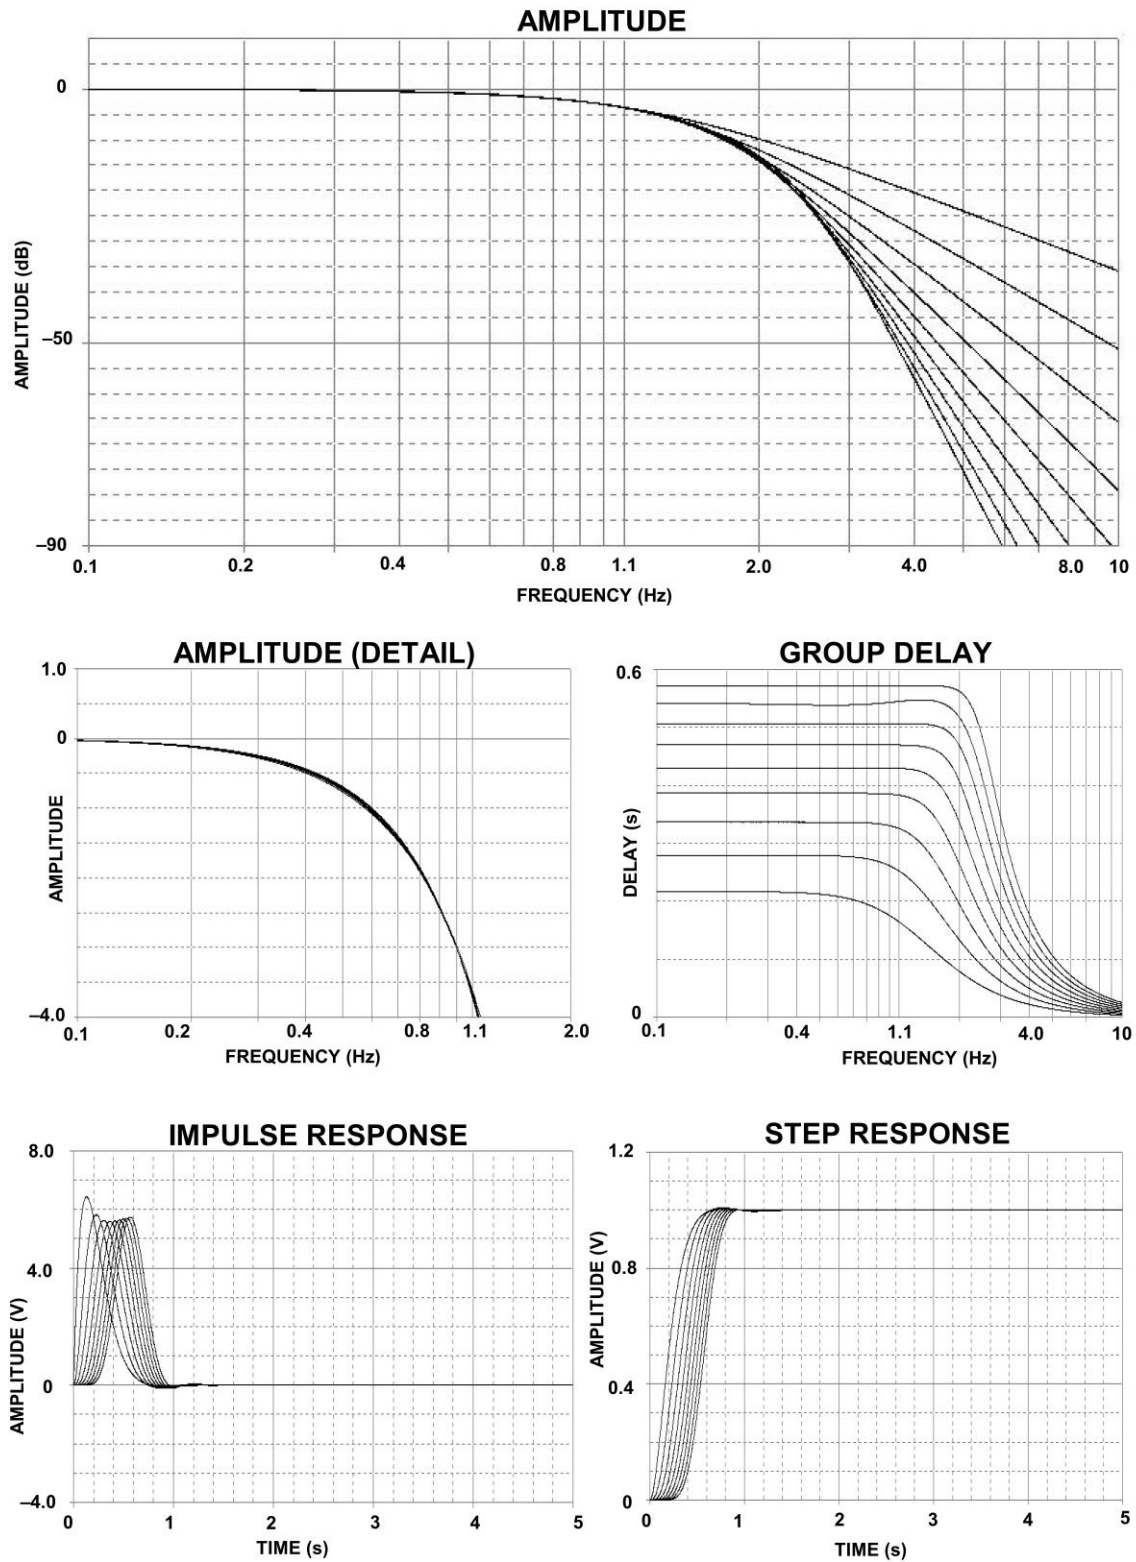 AMPLITUDE
0
AMPLITUDE (dB)
–50
–90
0.1 0.2 0.4 0.8 1.1 2.0 4.0 8.0 10
FREQUENCY (Hz)
AMPLITUDE (DETAIL)
1.0
0
AMPLITUDE
–4.0
0.1 0.2 0.4 0.8 1.1 2.0
FREQUENCY (Hz)
GROUP DELAY
0.6
DELAY (s)
0
0.1 0.4 1.1 4.0 10
FREQUENCY (Hz)
IMPULSE RESPONSE
8.0
4.0
AMPLITUDE (V)
0
–4.0
0 1 2 3 4 5
TIME (s)
STEP RESPONSE
1.2
AMPLITUDE (V)
0.8
0.4
0
0 1 2 3 4 5
TIME (s)